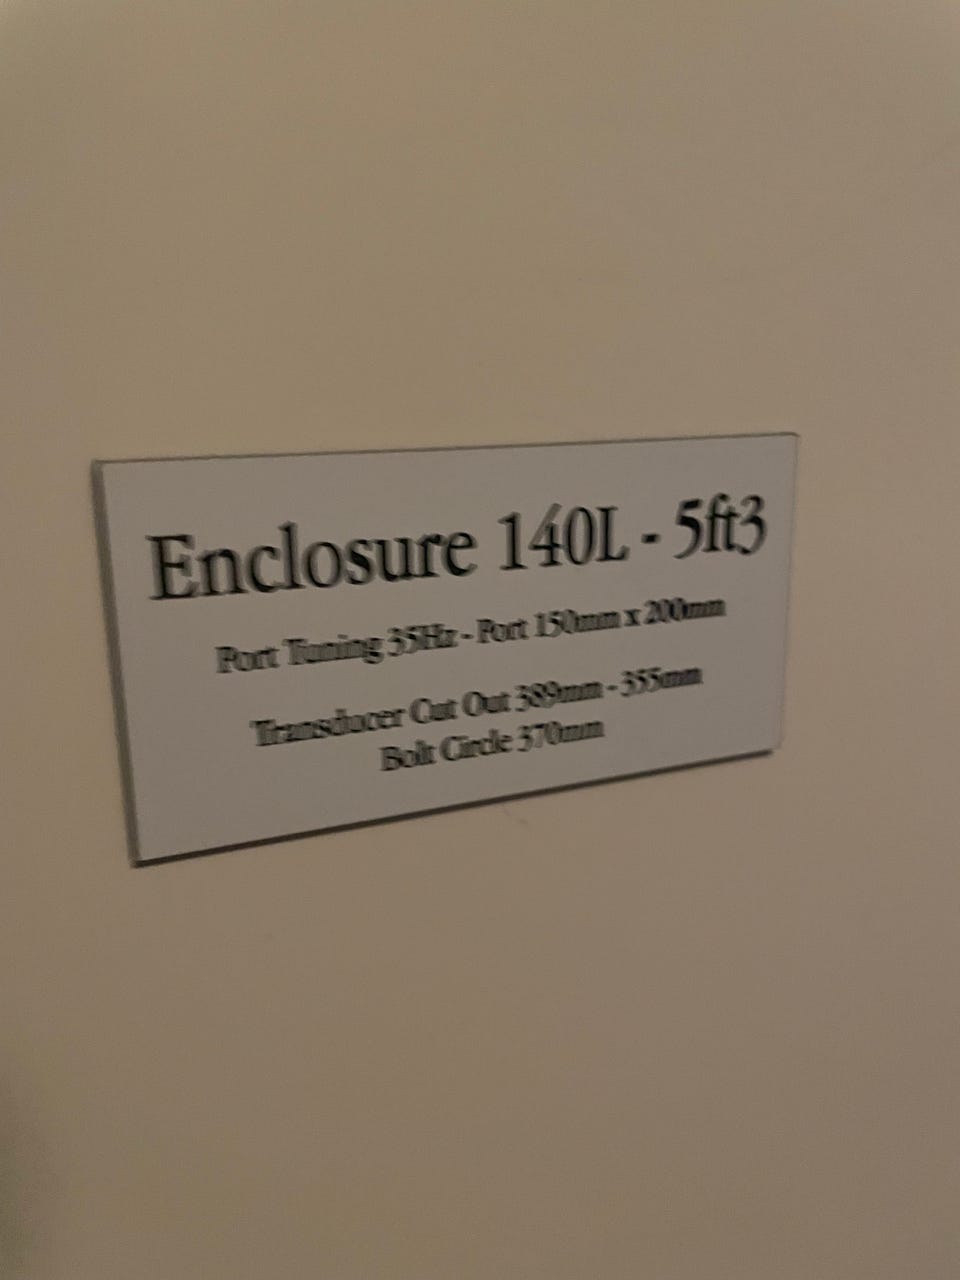 Enclosure 140L - 5ft3
Port Tuning 35Hz - Port 150mm x 200mm
Transducer Cut Out 389mm - 355mm
Bolt Circle 370mm